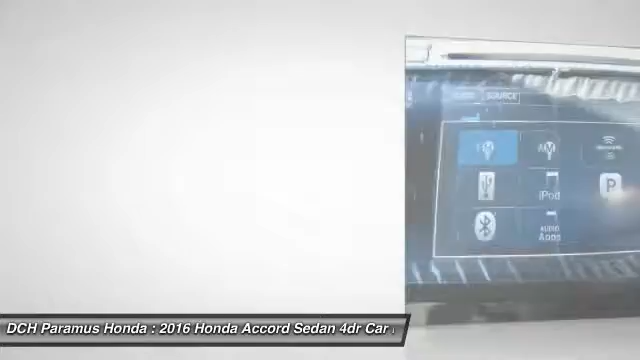 SOURCE
FM
AM
iPod
P
AUDIO
Apps
DCH Paramus Honda : 2016 Honda Accord Sedan 4dr Car